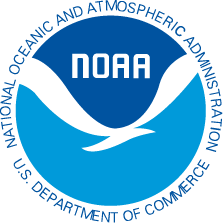 NATIONAL OCEANIC AND ATMOSPHERIC ADMINISTRATION
NOAA
U.S. DEPARTMENT OF COMMERCE